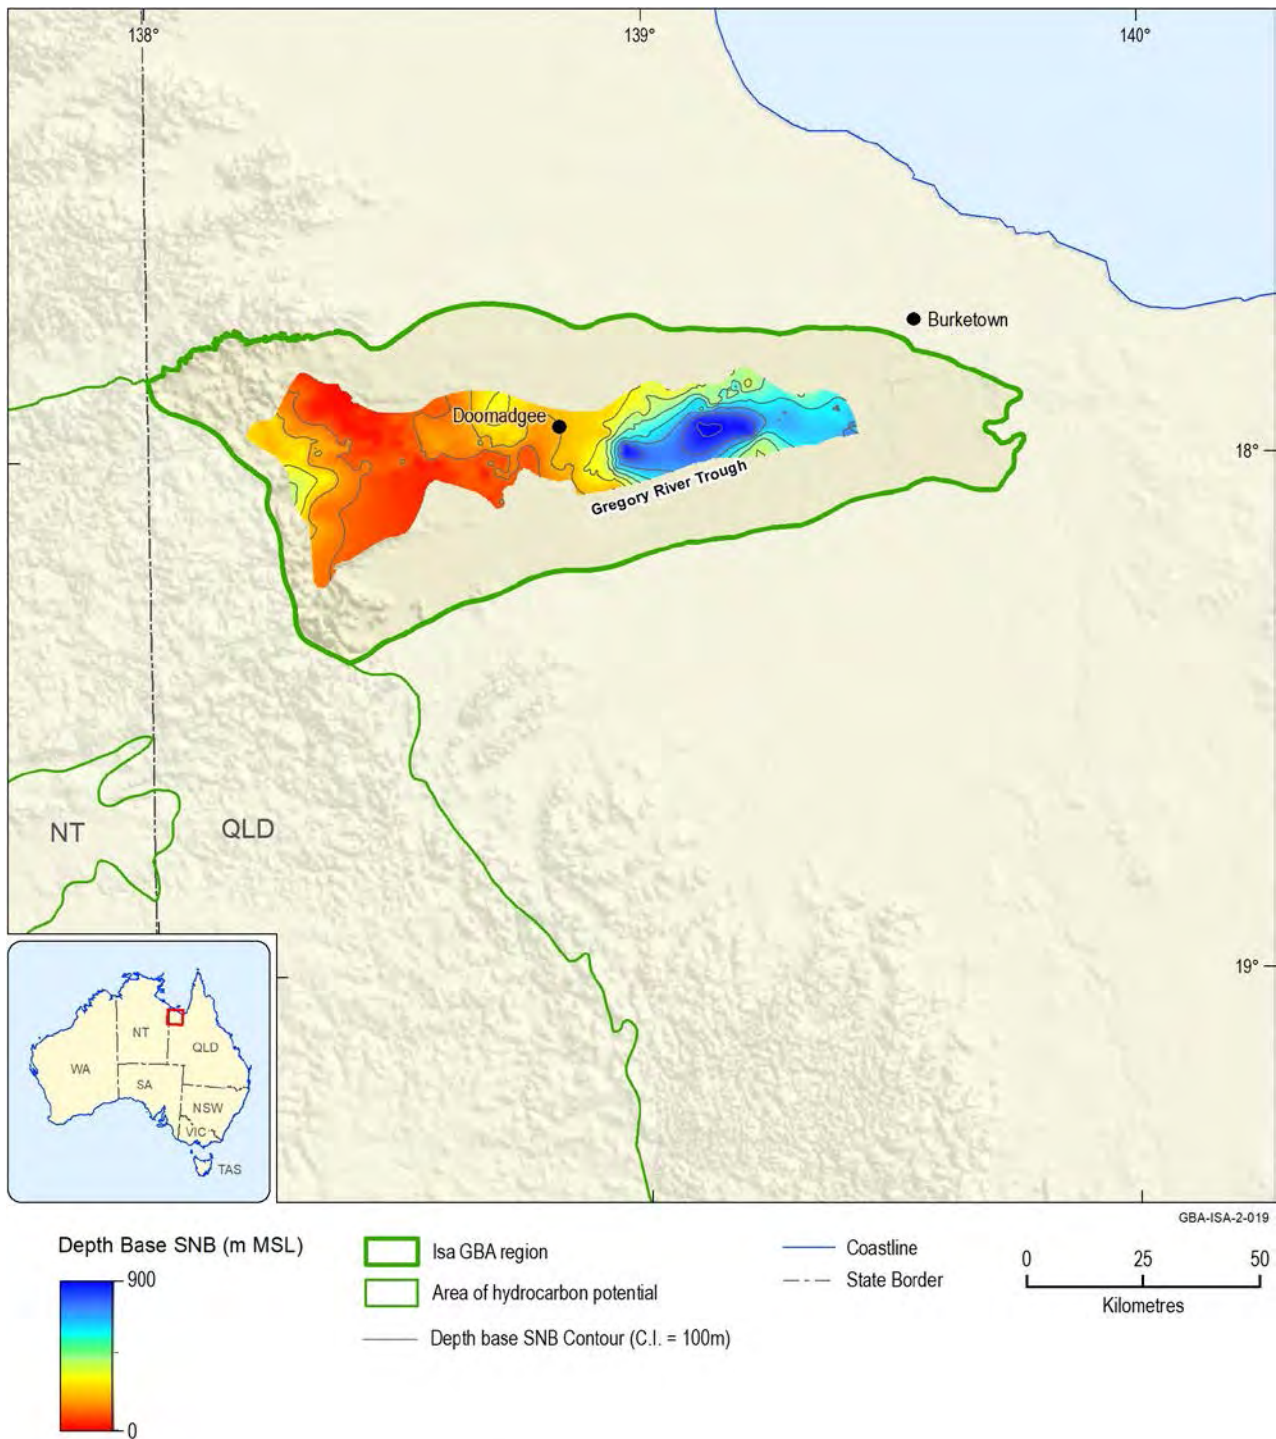 138°
139°
140°
Burketown
Doomadgee
18°
Gregory River Trough
NT
QLD
19°
NT
QLD
WA
SA
NSW
VIC
TAS
GBA-ISA-2-019
Depth Base SNB (m MSL)
900
0
Isa GBA region
Area of hydrocarbon potential
Depth base SNB Contour (C.I. = 100m)
Coastline
State Border
0
25
50
Kilometres